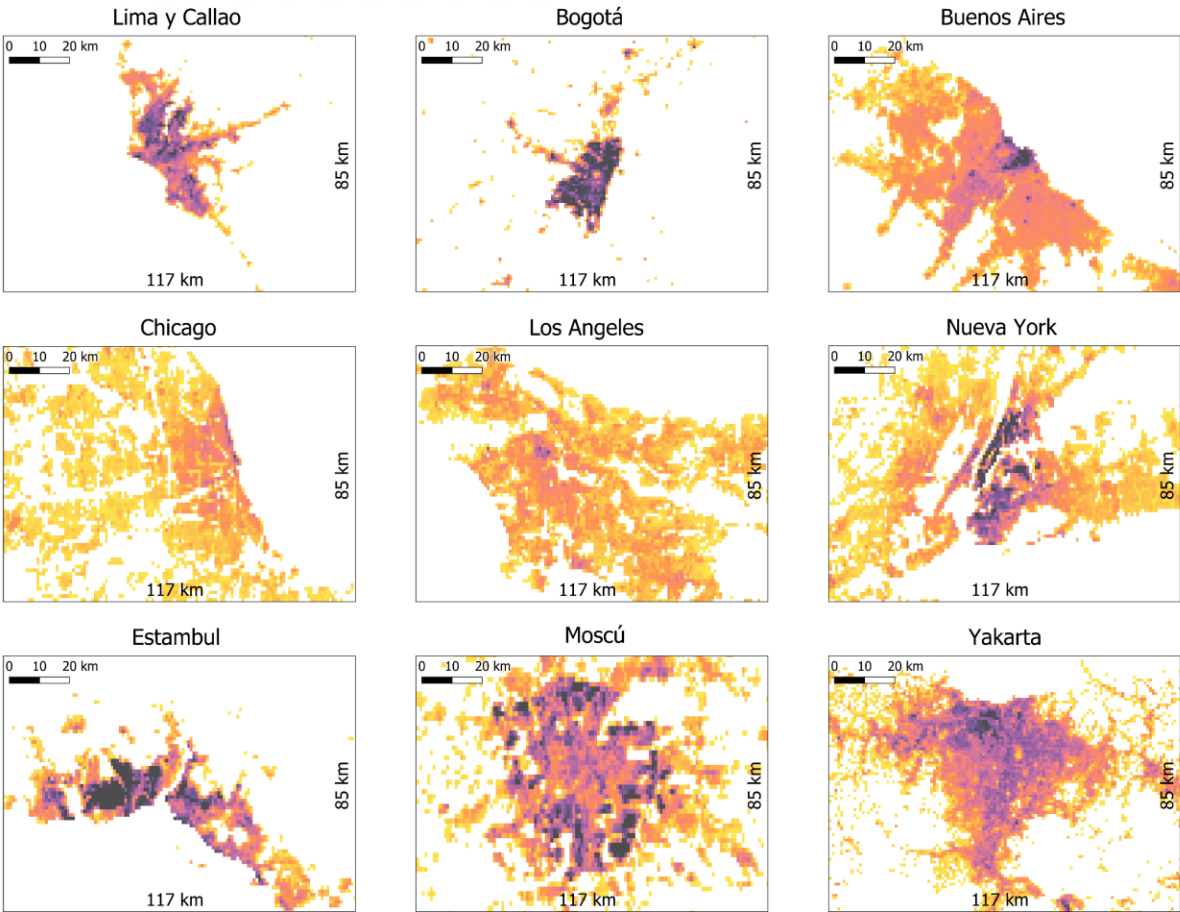 Lima y Callao
0 10 20 km
85 km
117 km
Bogotá
0 10 20 km
85 km
117 km
Buenos Aires
0 10 20 km
85 km
117 km
Chicago
0 10 20 km
85 km
117 km
Los Angeles
0 10 20 km
85 km
117 km
Nueva York
0 10 20 km
85 km
117 km
Estambul
0 10 20 km
85 km
117 km
Moscú
0 10 20 km
85 km
117 km
Yakarta
0 10 20 km
85 km
117 km